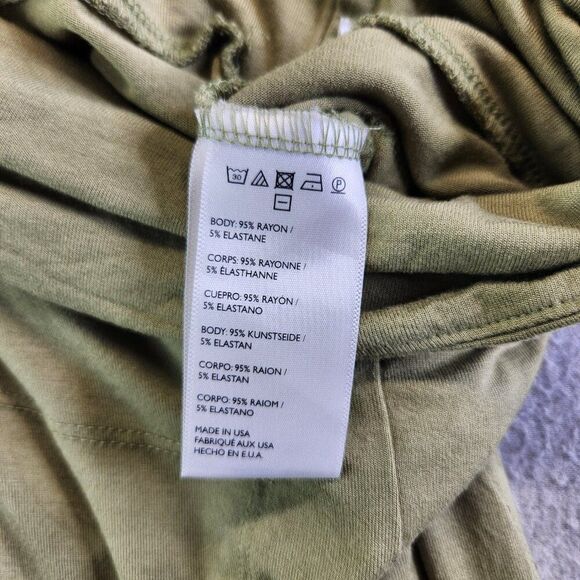 30 P
BODY: 95% RAYON /
5% ELASTANE
CORPS: 95% RAYONNE /
5% ÉLASTHANNE
CUEPRO: 95% RAYÓN /
5% ELASTANO
BODY: 95% KUNSTSEIDE /
5% ELASTAN
CORPO: 95% RAION /
5% ELASTAN
CORPO: 95% RAIOM /
5% ELASTANO
MADE IN USA
FABRIQUÉ AUX USA
HECHO EN E.U.A.